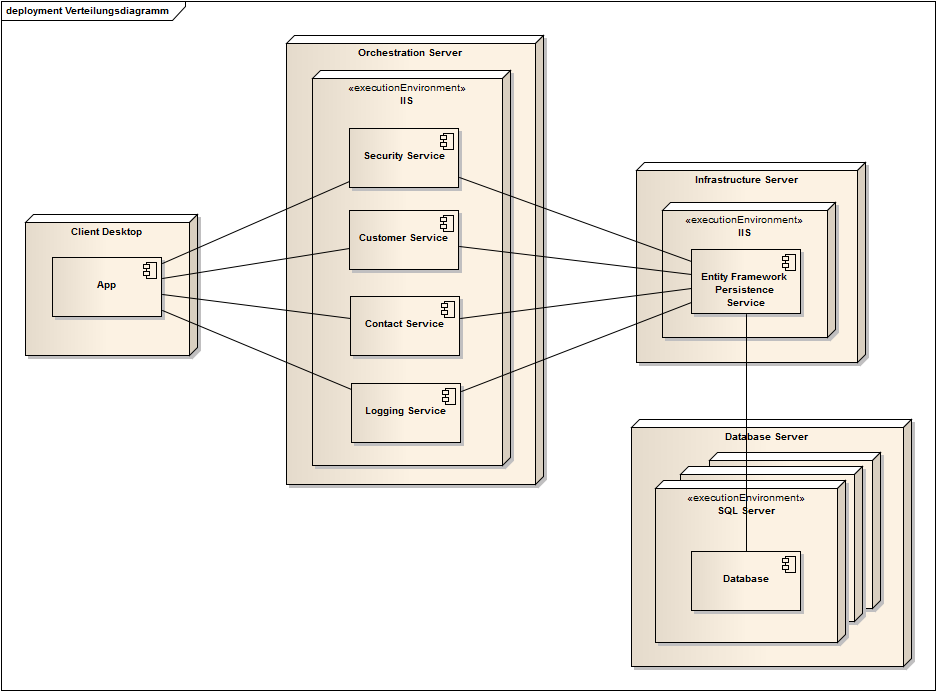 deployment Verteilungsdiagramm
Client Desktop
App
Orchestration Server
«executionEnvironment»
IIS
Security Service
Customer Service
Contact Service
Logging Service
Infrastructure Server
«executionEnvironment»
IIS
Entity Framework
Persistence
Service
Database Server
«executionEnvironment»
SQL Server
Database